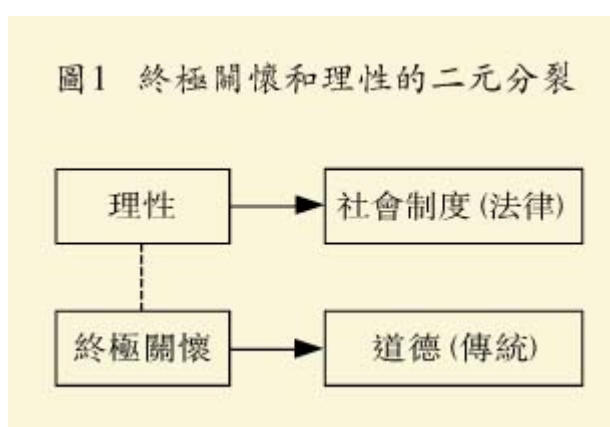 圖1 終極關懷和理性的二元分裂
理性
社會制度(法律)
終極關懷
道德(傳統)